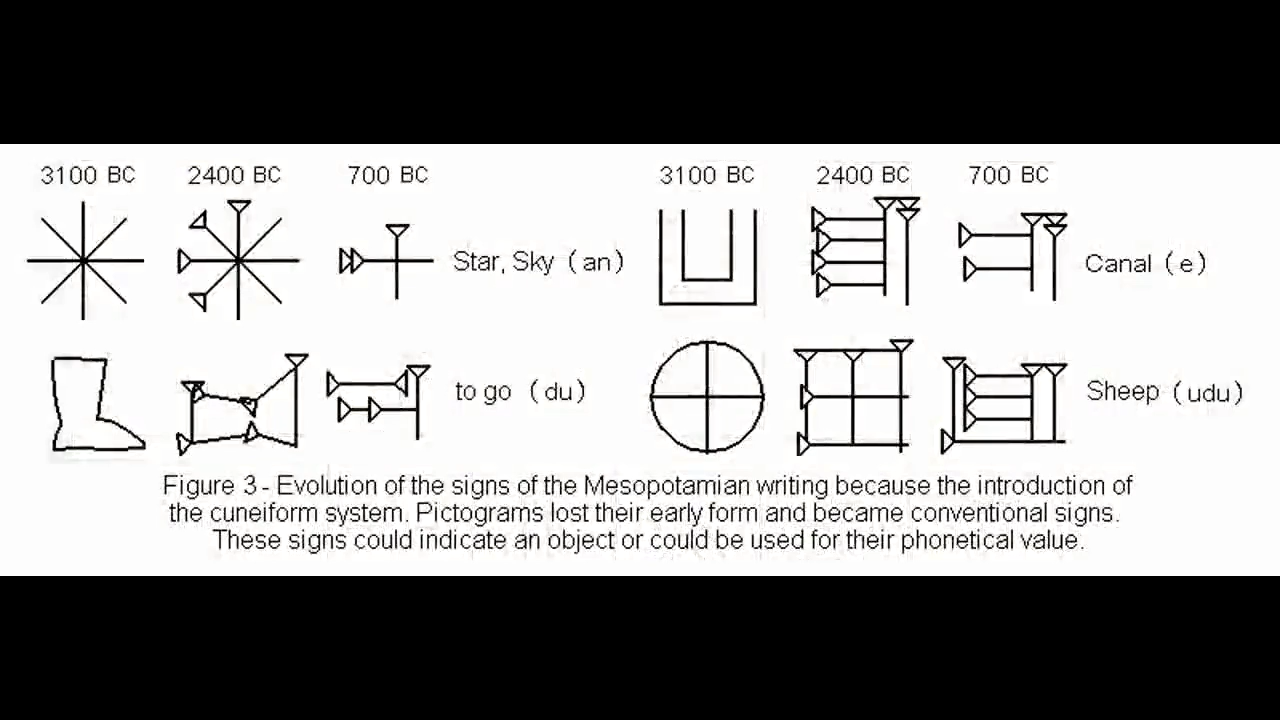 3100 BC 2400 BC 700 BC 3100 BC 2400 BC 700 BC
Star, Sky (an) Canal (e)
to go (du) Sheep (udu)
Figure 3 - Evolution of the signs of the Mesopotamian writing because the introduction of
the cuneiform system. Pictograms lost their early form and became conventional signs.
These signs could indicate an object or could be used for their phonetical value.